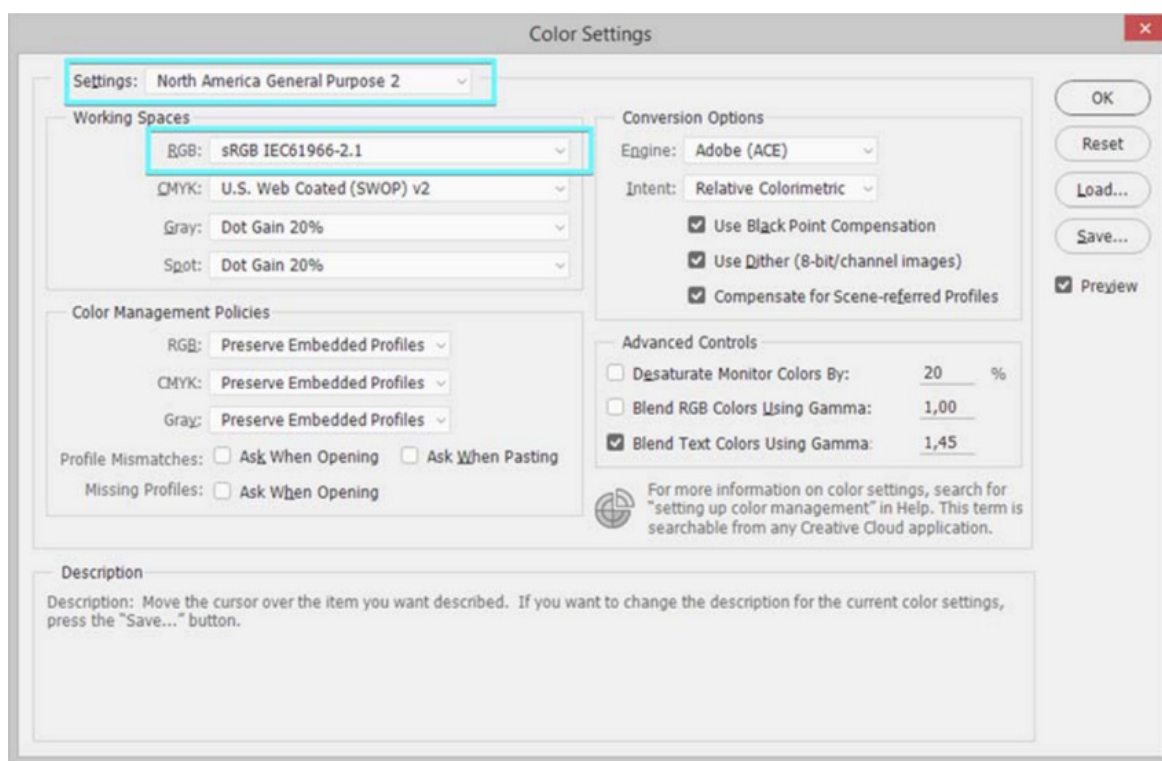 Color Settings
Settings: North America General Purpose 2
Working Spaces
RGB: sRGB IEC61966-2.1
CMYK: U.S. Web Coated (SWOP) v2
Gray: Dot Gain 20%
Spot: Dot Gain 20%
Color Management Policies
RGB: Preserve Embedded Profiles
CMYK: Preserve Embedded Profiles
Gray: Preserve Embedded Profiles
Profile Mismatches: Ask When Opening Ask When Pasting
Missing Profiles: Ask When Opening
Conversion Options
Engine: Adobe (ACE)
Intent: Relative Colorimetric
Use Black Point Compensation
Use Dither (8-bit/channel images)
Compensate for Scene-referred Profiles
Advanced Controls
Desaturate Monitor Colors By: 20 %
Blend RGB Colors Using Gamma: 1,00
Blend Text Colors Using Gamma: 1,45
For more information on color settings, search for
"setting up color management" in Help. This term is
searchable from any Creative Cloud application.
OK
Reset
Load...
Save...
Preview
Description
Description: Move the cursor over the item you want described. If you want to change the description for the current color settings,
press the "Save..." button.